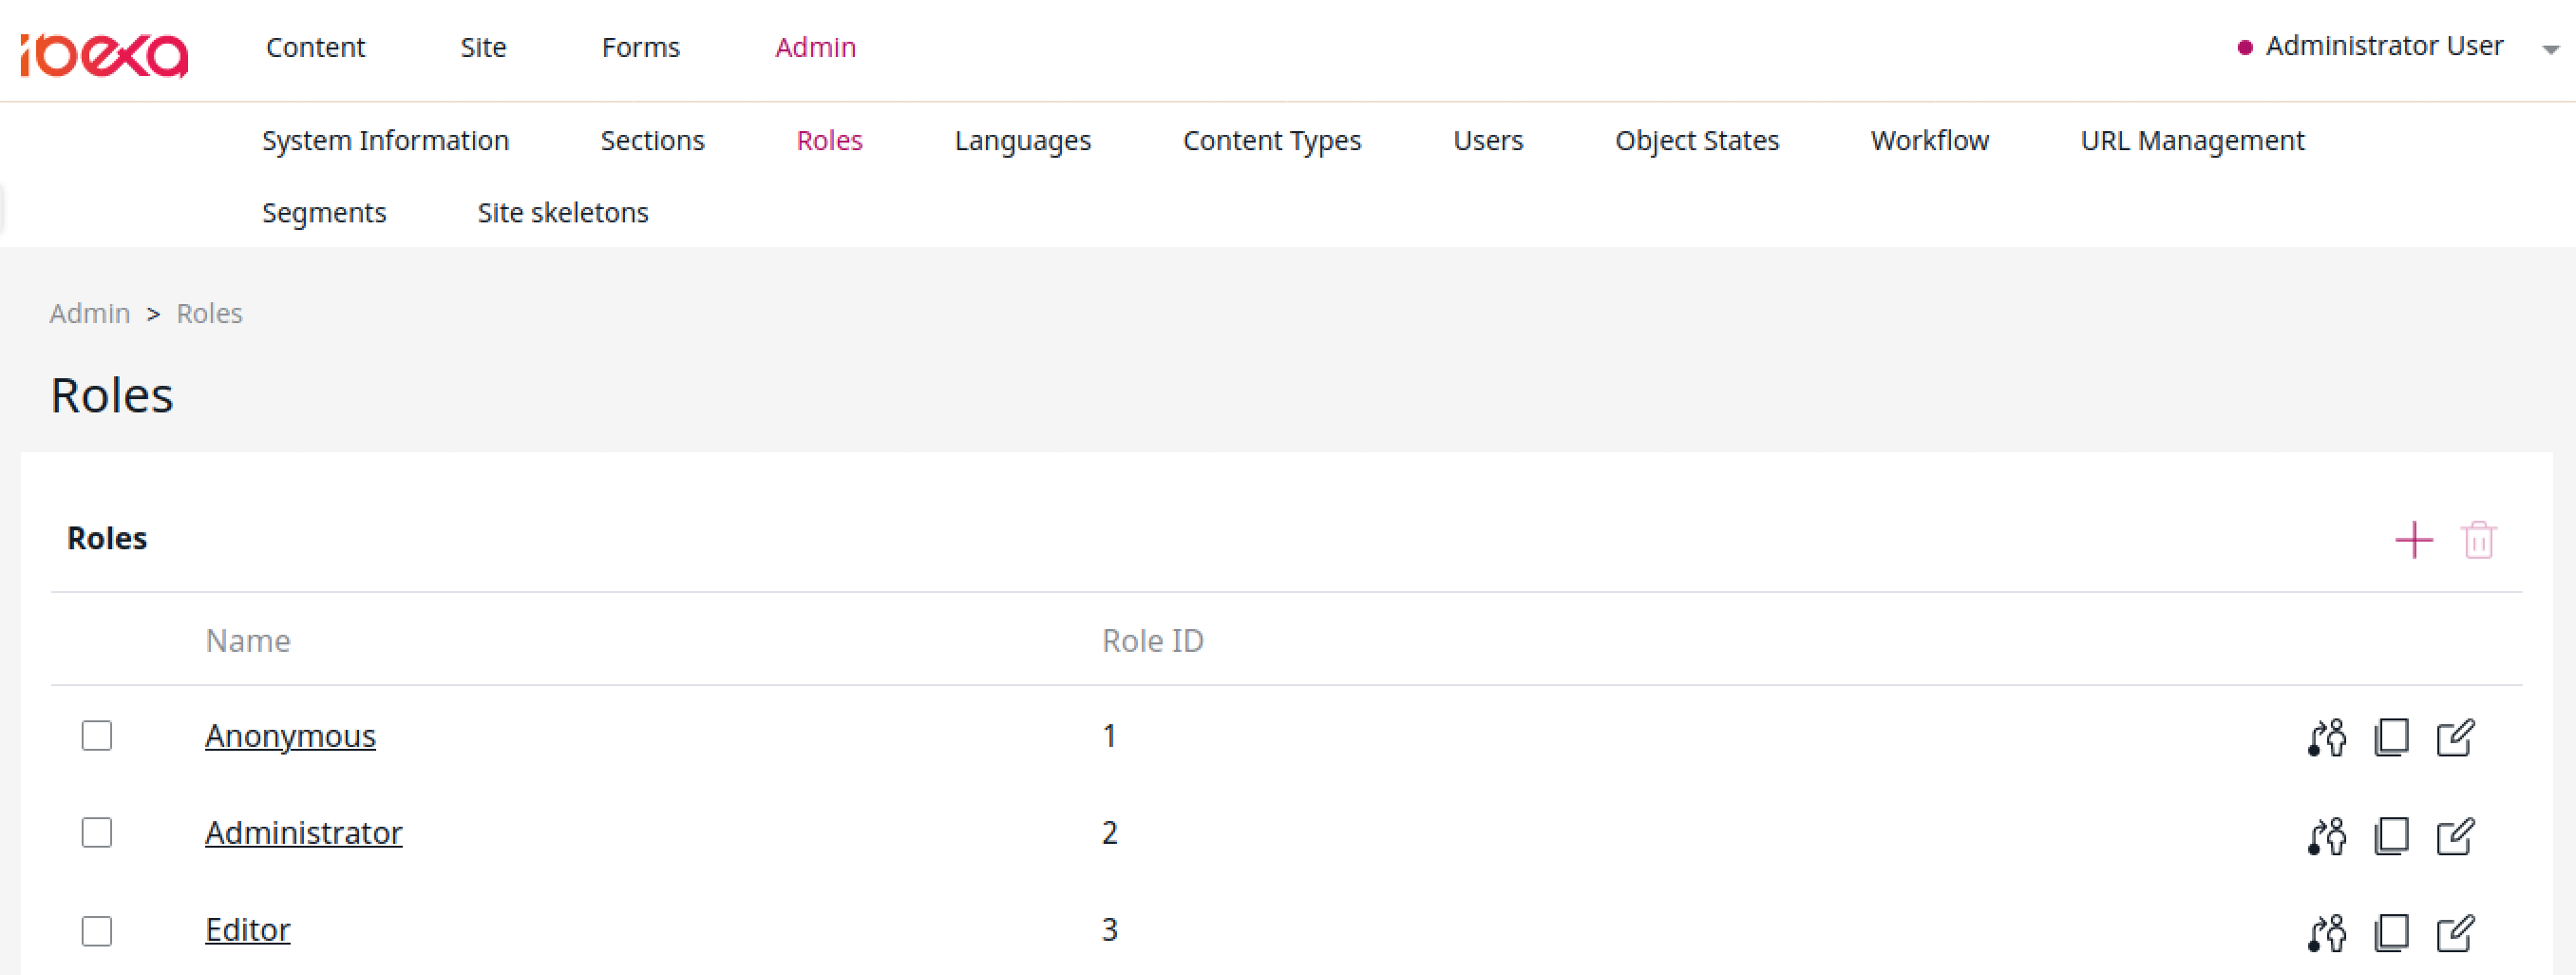 ibexa Content Site Forms Admin Administrator User
System Information Sections Roles Languages Content Types Users Object States Workflow URL Management
Segments Site skeletons
Admin > Roles
Roles
Roles
Name Role ID
Anonymous 1
Administrator 2
Editor 3